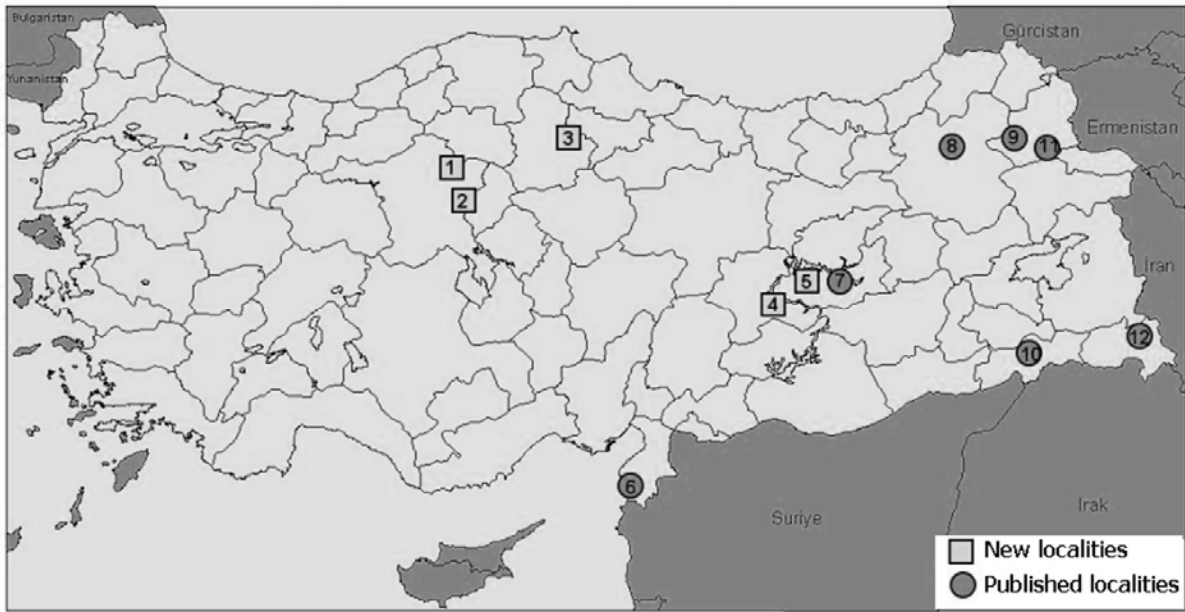 Bulgaristan
Yunanistan
Gürcistan
Ermenistan
İran
Suriye
Irak
1
2
3
4
5
6
7
8
9
10
11
12
New localities
Published localities